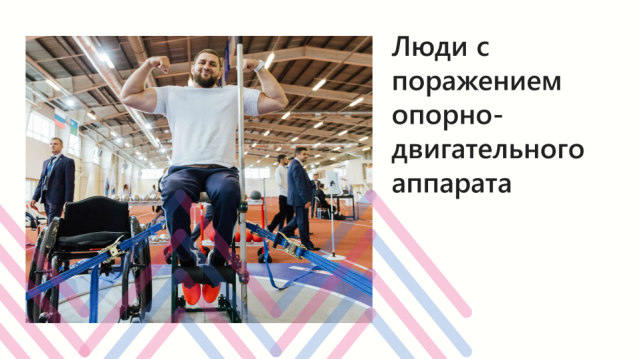 Люди с
поражением
опорно-
двигательного
аппарата